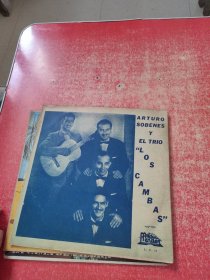 ARTURO
SOBENES
Y
EL TRIO
"LOS
CAMBAS"